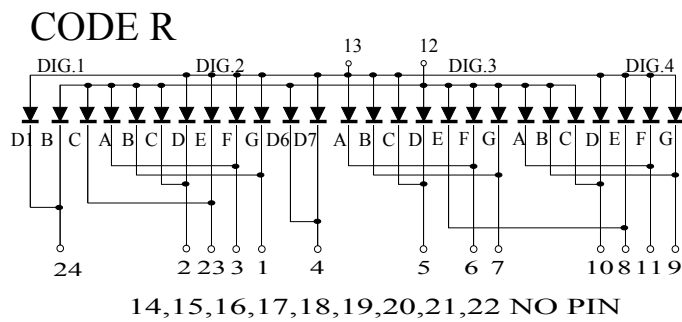 CODE R
13 12
DIG.1 DIG.2 DIG.3 DIG.4
D1 B C A B C D E F G D6 D7 A B C D E F G A B C D E F G
24 2 23 3 1 4 5 6 7 10 8 11 9
14,15,16,17,18,19,20,21,22 NO PIN